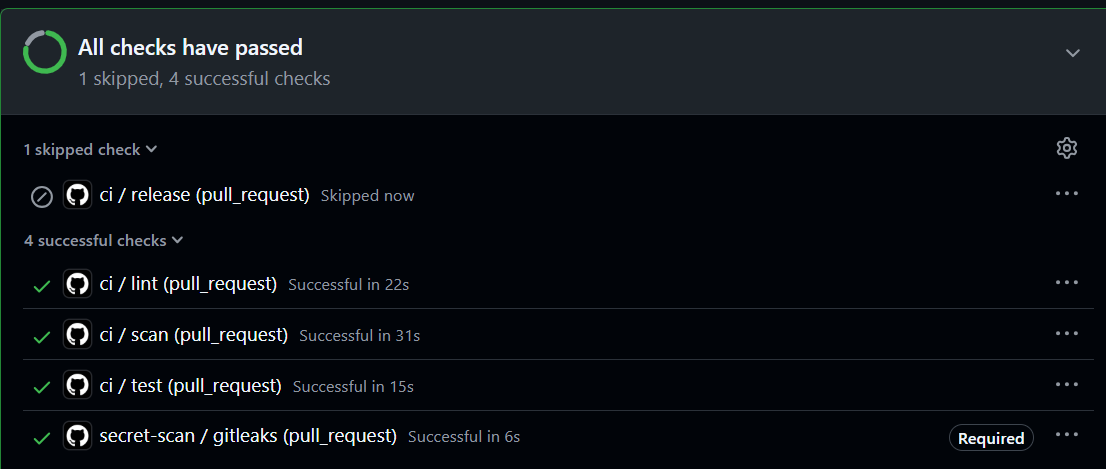 All checks have passed
1 skipped, 4 successful checks
1 skipped check
ci / release (pull_request) Skipped now
4 successful checks
ci / lint (pull_request) Successful in 22s
ci / scan (pull_request) Successful in 31s
ci / test (pull_request) Successful in 15s
secret-scan / gitleaks (pull_request) Successful in 6s Required